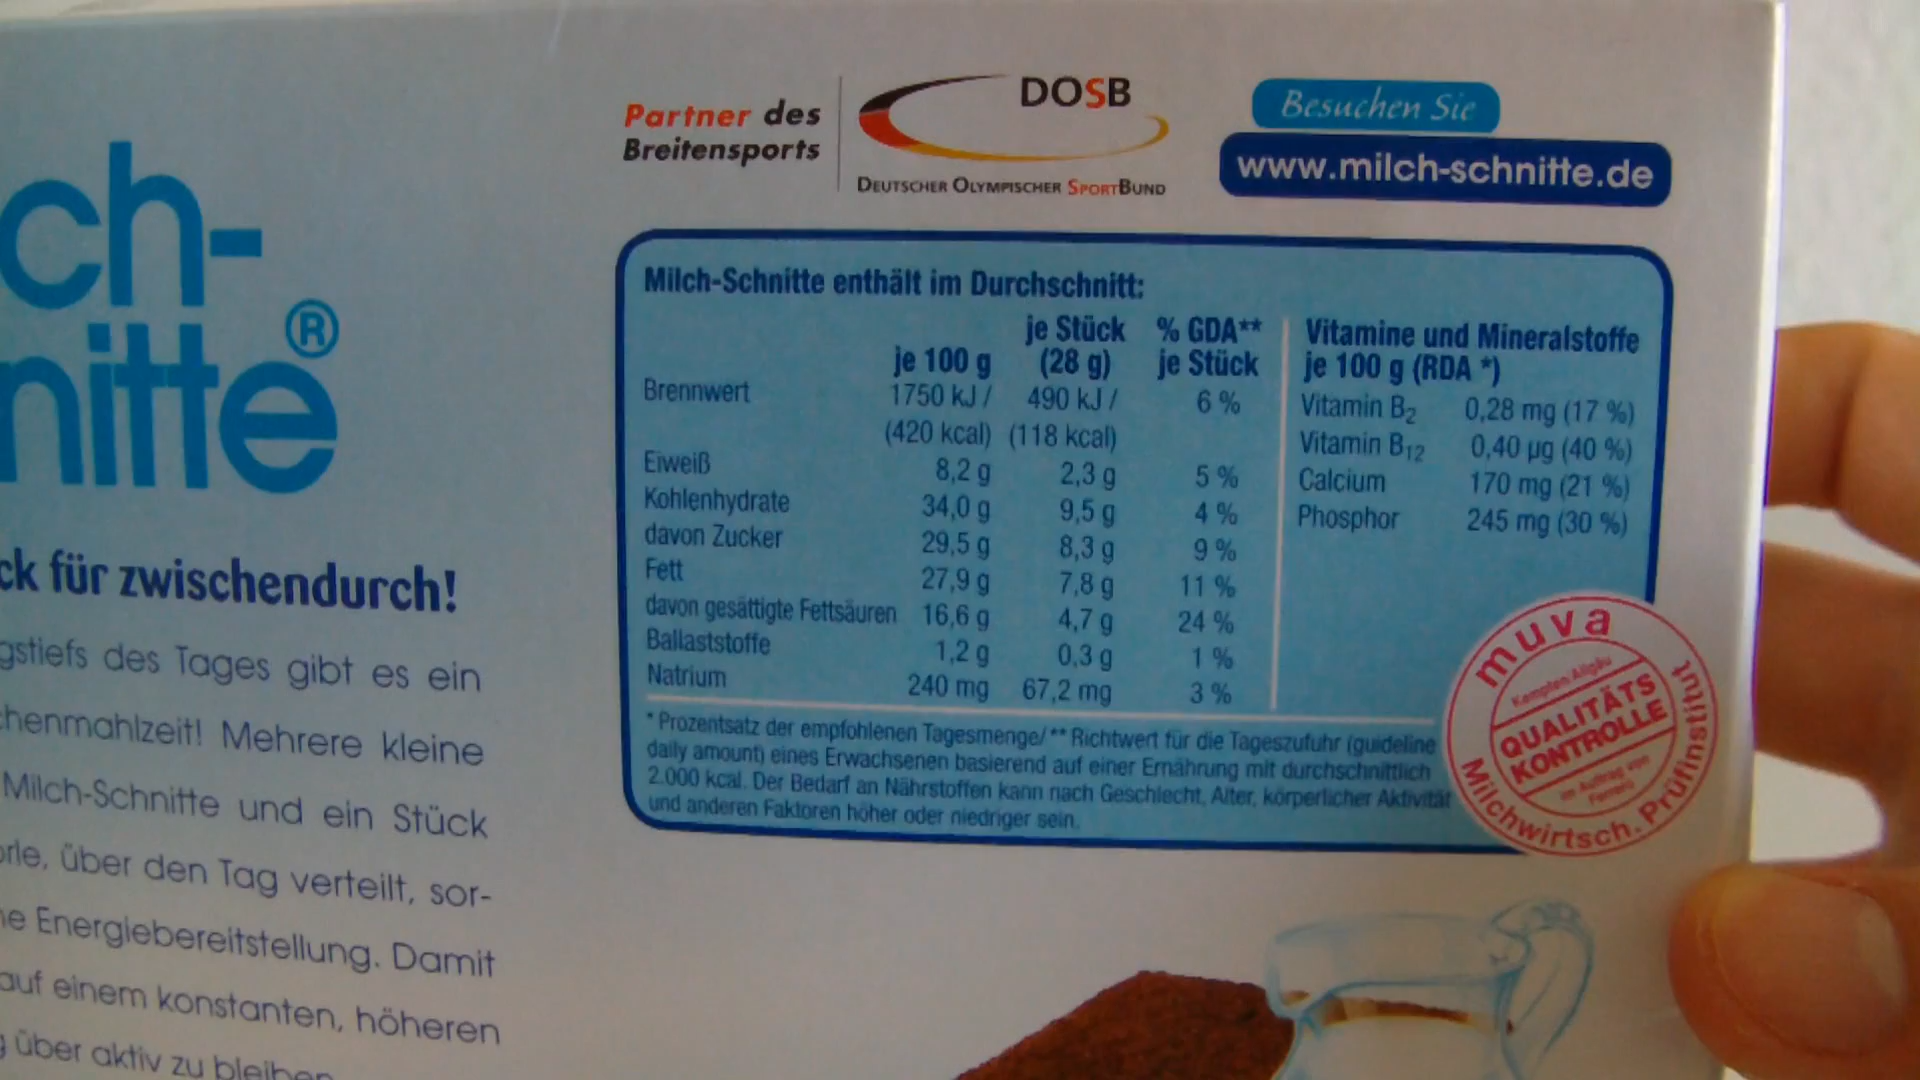 Partner des
Breitensports
DOSB
DEUTSCHER OLYMPISCHER SPORTBUND
Besuchen Sie
www.milch-schnitte.de
ch-
nitte®
ck für zwischendurch!
gstiefs des Tages gibt es ein
chenmahlzeit! Mehrere kleine
Milch-Schnitte und ein Stück
orle, über den Tag verteilt, sor-
ne Energiebereitstellung. Damit
auf einem konstanten, höheren
g über aktiv zu bleiben
Milch-Schnitte enthält im Durchschnitt:
je Stück % GDA**
je 100 g (28 g) je Stück
Brennwert 1750 kJ / 490 kJ / 6 %
(420 kcal) (118 kcal)
Eiweiß 8,2 g 2,3 g 5 %
Kohlenhydrate 34,0 g 9,5 g 4 %
davon Zucker 29,5 g 8,3 g 9 %
Fett 27,9 g 7,8 g 11 %
davon gesättigte Fettsäuren 16,6 g 4,7 g 24 %
Ballaststoffe 1,2 g 0,3 g 1 %
Natrium 240 mg 67,2 mg 3 %
Vitamine und Mineralstoffe
je 100 g (RDA *)
Vitamin B2 0,28 mg (17 %)
Vitamin B12 0,40 µg (40 %)
Calcium 170 mg (21 %)
Phosphor 245 mg (30 %)
* Prozentsatz der empfohlenen Tagesmenge/ ** Richtwert für die Tageszufuhr (guideline
daily amount) eines Erwachsenen basierend auf einer Ernährung mit durchschnittlich
2.000 kcal. Der Bedarf an Nährstoffen kann nach Geschlecht, Alter, körperlicher Aktivität
und anderen Faktoren höher oder niedriger sein.
muva
Kempten Allgäu
QUALITÄTS
KONTROLLE
im Auftrag von
Ferrero
Milchwirtsch. Prüfinstitut